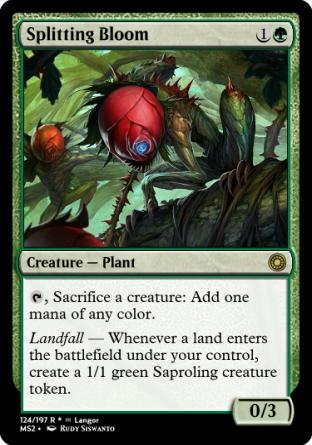 Splitting Bloom 1
Creature — Plant
, Sacrifice a creature: Add one
mana of any color.
Landfall — Whenever a land enters
the battlefield under your control,
create a 1/1 green Saproling creature
token.
0/3
124/197 R * = Langor
MS2 • Rudy Siswanto